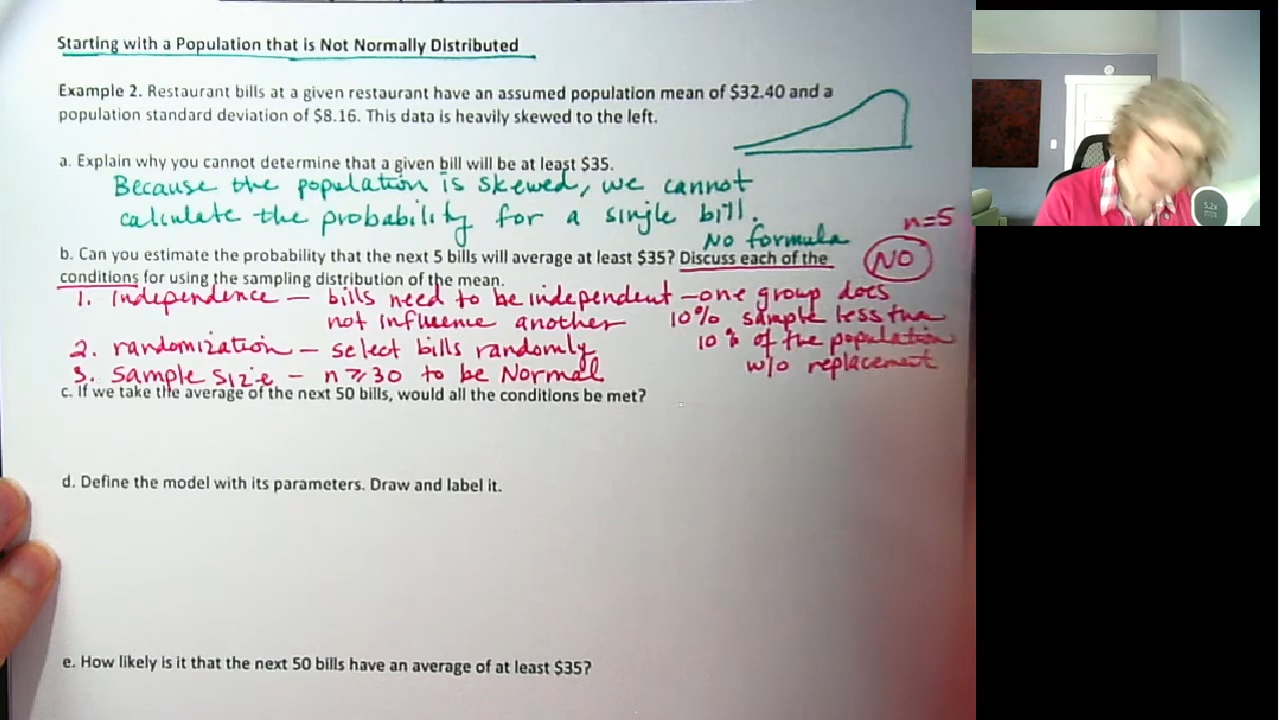 Starting with a Population that is Not Normally Distributed
Example 2. Restaurant bills at a given restaurant have an assumed population mean of $32.40 and a
population standard deviation of $8.16. This data is heavily skewed to the left.
a. Explain why you cannot determine that a given bill will be at least $35.
Because the population is skewed, we cannot
calculate the probability for a single bill.
No formula
n=5
b. Can you estimate the probability that the next 5 bills will average at least $35? Discuss each of the
NO
conditions for using the sampling distribution of the mean.
1. independence — bills need to be independent — one group does
not influence another
10% sample less than
10% of the population
w/o replacement
2. randomization — select bills randomly
3. sample size — n ≥ 30 to be Normal
c. If we take the average of the next 50 bills, would all the conditions be met?
d. Define the model with its parameters. Draw and label it.
e. How likely is it that the next 50 bills have an average of at least $35?